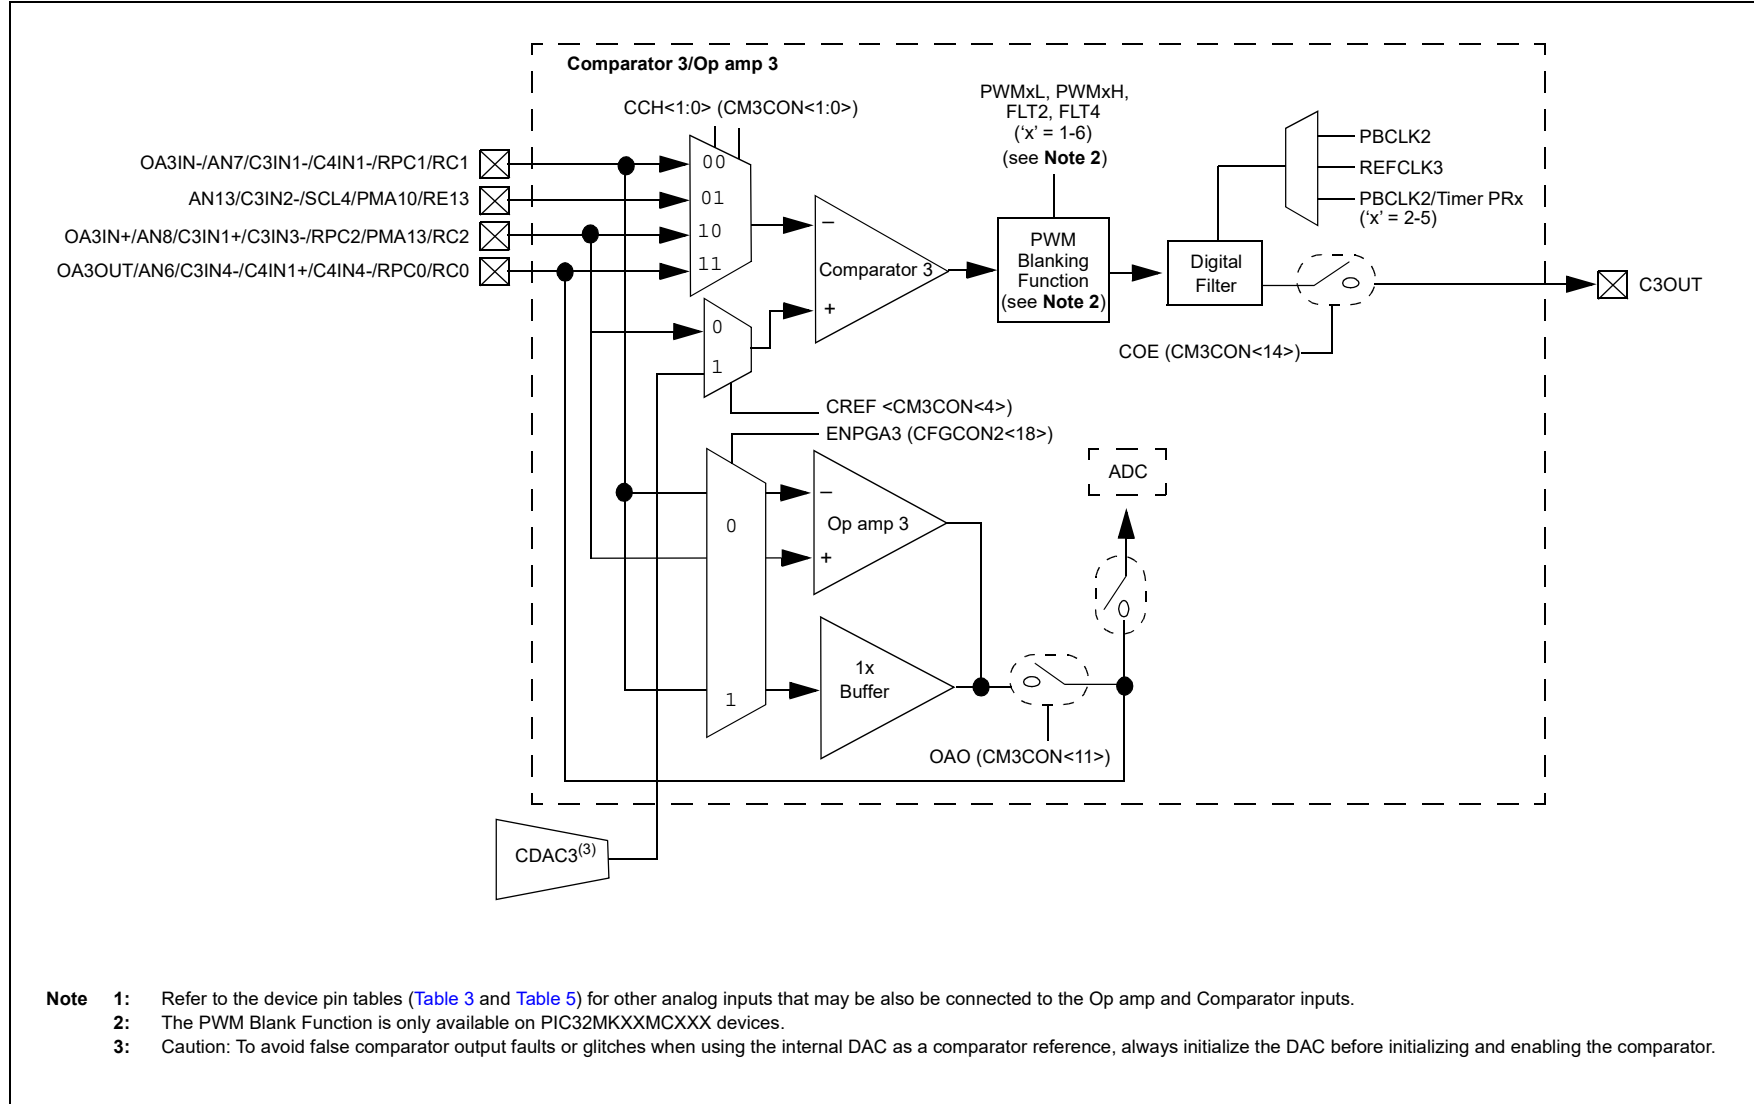 Comparator 3/Op amp 3
CCH<1:0> (CM3CON<1:0>)
PWMxL, PWMxH,
FLT2, FLT4
(‘x’ = 1-6)
(see Note 2)
PBCLK2
REFCLK3
PBCLK2/Timer PRx
(‘x’ = 2-5)
OA3IN-/AN7/C3IN1-/C4IN1-/RPC1/RC1
AN13/C3IN2-/SCL4/PMA10/RE13
OA3IN+/AN8/C3IN1+/C3IN3-/RPC2/PMA13/RC2
OA3OUT/AN6/C3IN4-/C4IN1+/C4IN4-/RPC0/RC0
00
01
10
11
–
Comparator 3
+
PWM
Blanking
Function
(see Note 2)
Digital
Filter
C3OUT
COE (CM3CON<14>)
0
1
CREF <CM3CON<4>)
ENPGA3 (CFGCON2<18>)
ADC
–
Op amp 3
+
0
1
1x
Buffer
OAO (CM3CON<11>)
CDAC3(3)
Note 1: Refer to the device pin tables (Table 3 and Table 5) for other analog inputs that may be also be connected to the Op amp and Comparator inputs.
2: The PWM Blank Function is only available on PIC32MKXXMCXXX devices.
3: Caution: To avoid false comparator output faults or glitches when using the internal DAC as a comparator reference, always initialize the DAC before initializing and enabling the comparator.